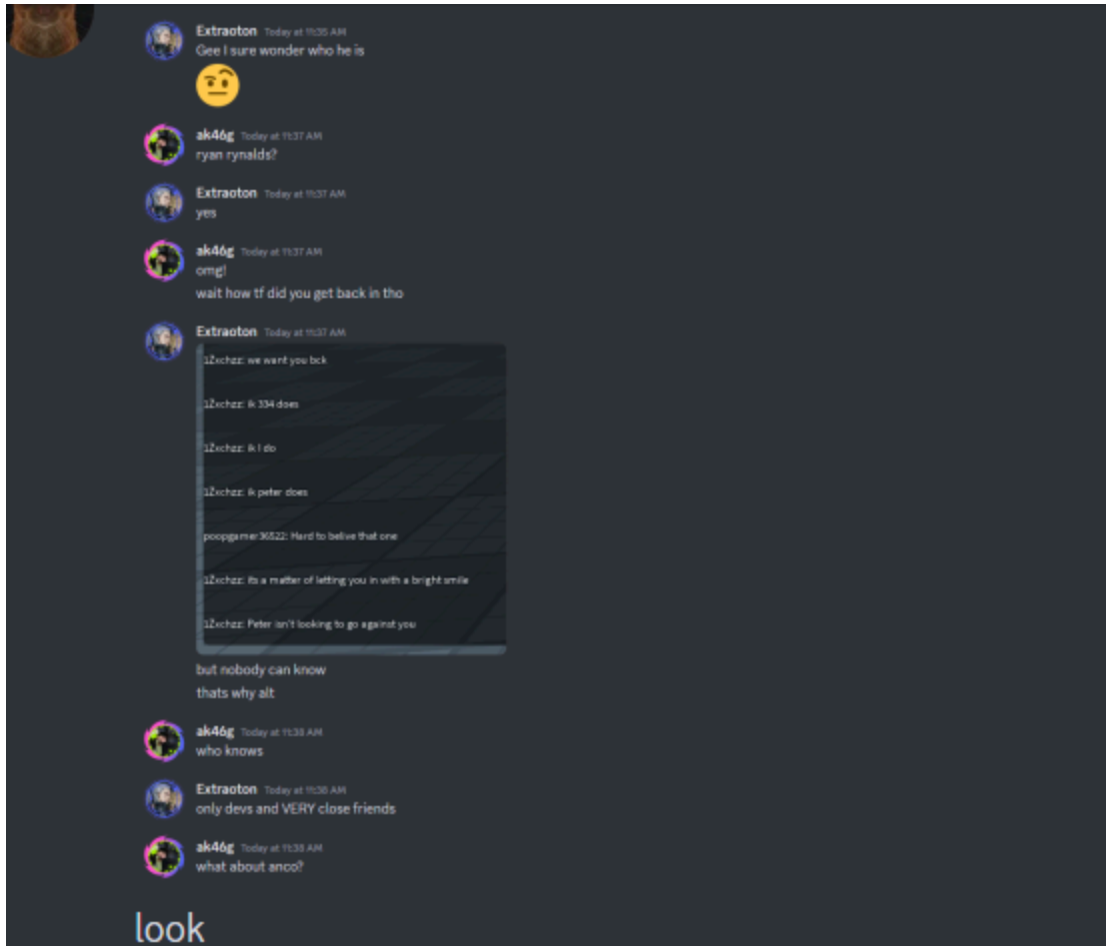 Extraoton Today at 11:35 AM
Gee I sure wonder who he is
ak46g Today at 11:37 AM
ryan rynalds?
Extraoton Today at 11:37 AM
yes
ak46g Today at 11:37 AM
omg!
wait how tf did you get back in tho
Extraoton Today at 11:37 AM
1Zxchzz: we want you bck
1Zxchzz: ik 334 does
1Zxchzz: ik I do
1Zxchzz: ik peter does
poopgamer36522: Hard to belive that one
1Zxchzz: its a matter of letting you in with a bright smile
1Zxchzz: Peter isn't looking to go against you
but nobody can know
thats why alt
ak46g Today at 11:38 AM
who knows
Extraoton Today at 11:38 AM
only devs and VERY close friends
ak46g Today at 11:38 AM
what about anco?
look